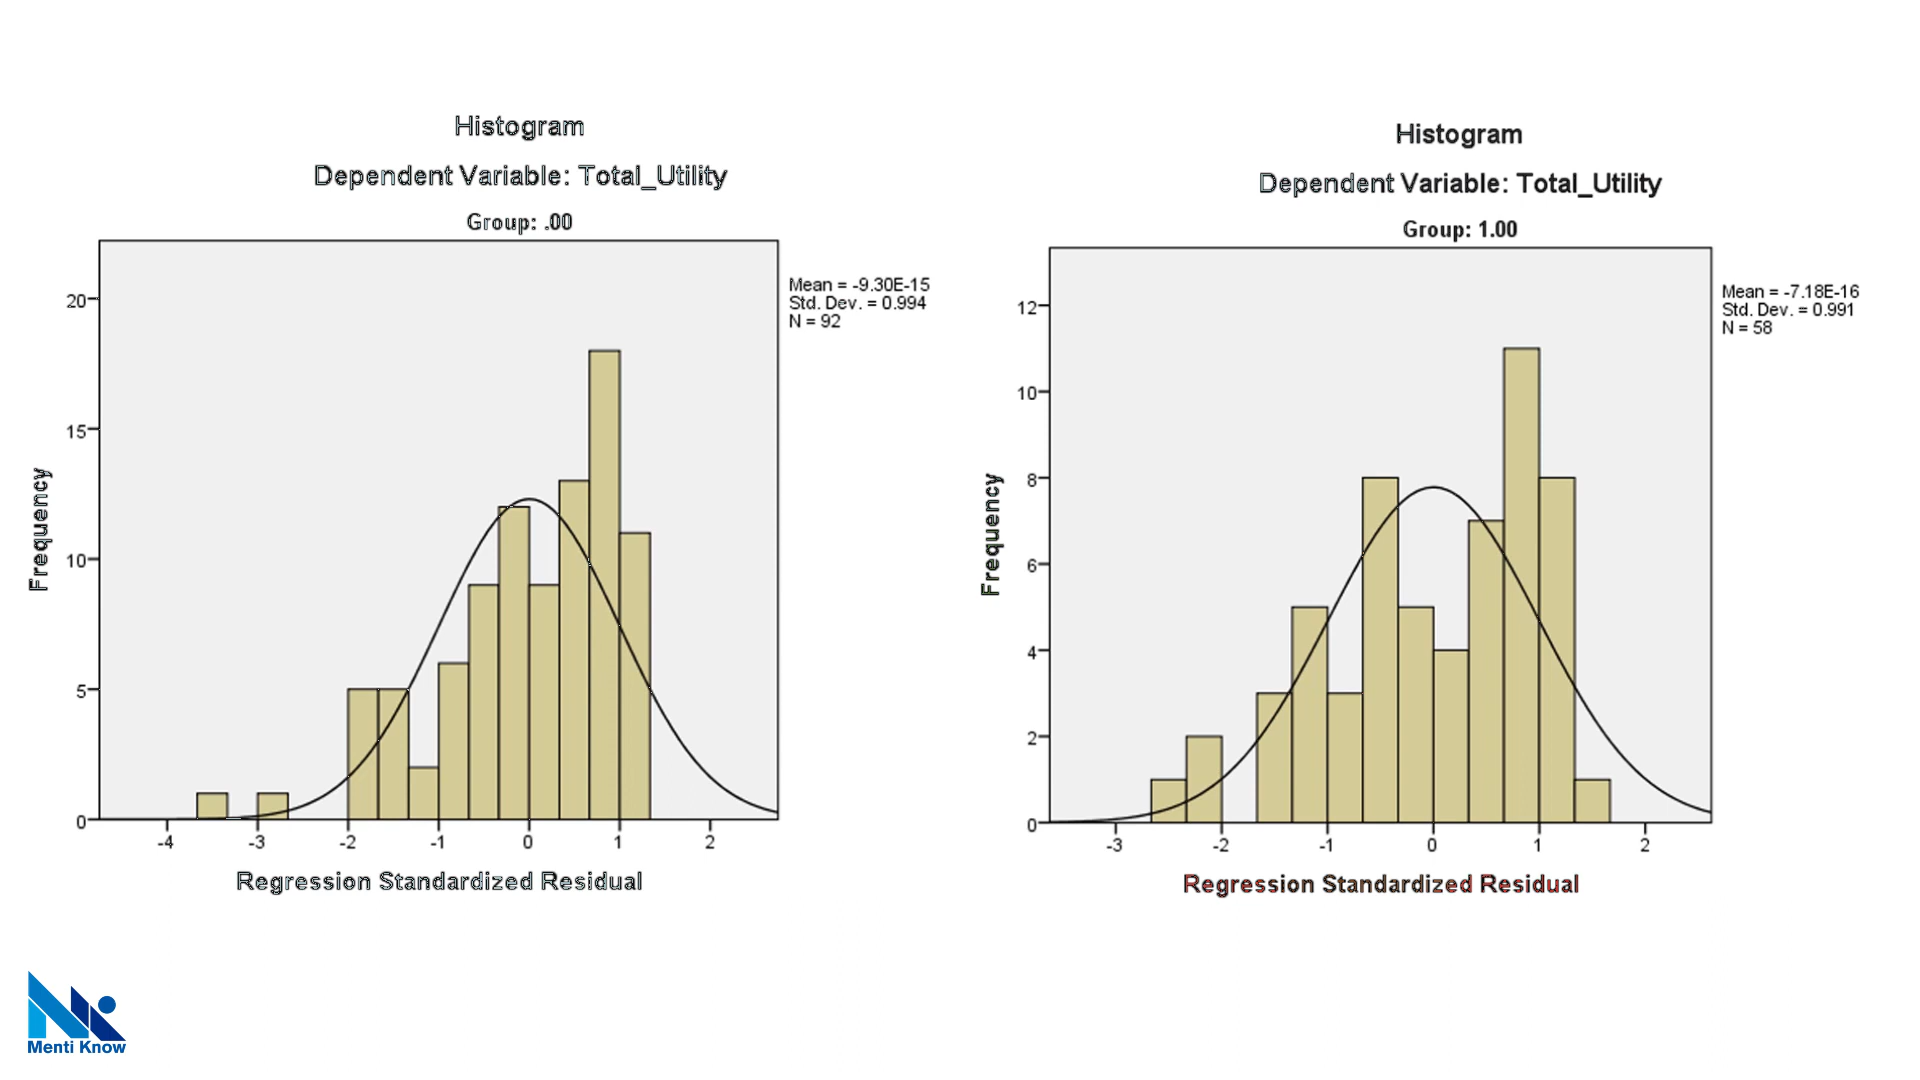 Histogram
Dependent Variable: Total_Utility
Group: .00
Mean = -9.30E-15
Std. Dev. = 0.994
N = 92
20
15
10
5
0
Frequency
-4 -3 -2 -1 0 1 2
Regression Standardized Residual
Histogram
Dependent Variable: Total_Utility
Group: 1.00
Mean = -7.18E-16
Std. Dev. = 0.991
N = 58
12
10
8
6
4
2
0
Frequency
-3 -2 -1 0 1 2
Regression Standardized Residual
Menti Know